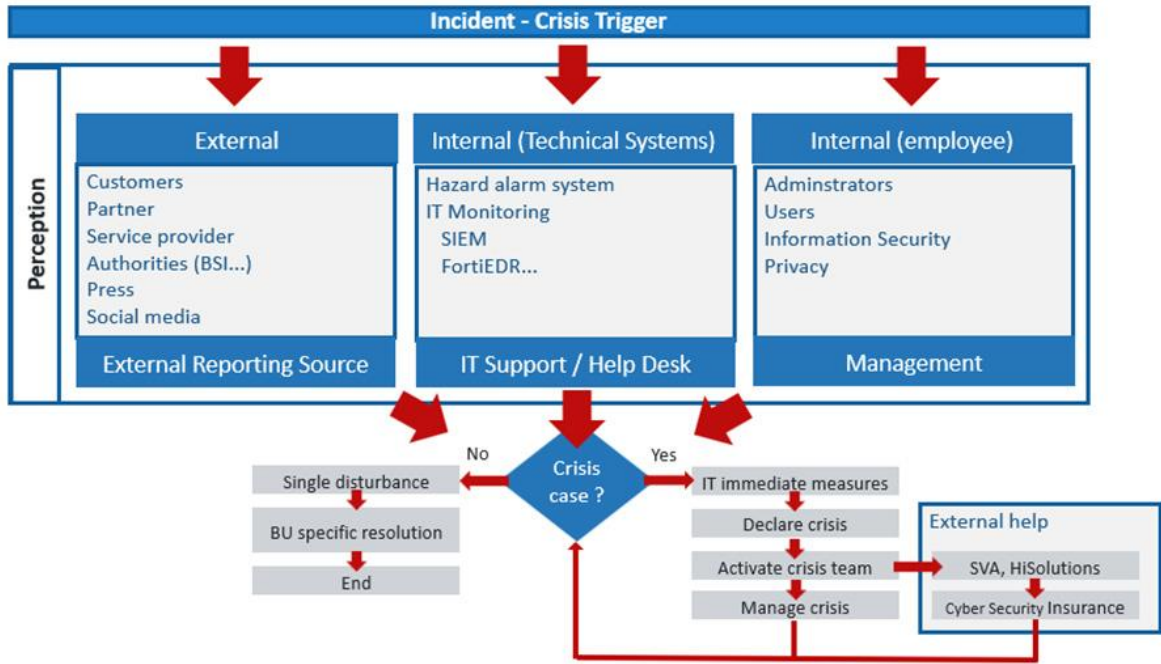 Incident - Crisis Trigger
Perception
External
Customers
Partner
Service provider
Authorities (BSI...)
Press
Social media
External Reporting Source
Internal (Technical Systems)
Hazard alarm system
IT Monitoring
SIEM
FortiEDR...
IT Support / Help Desk
Internal (employee)
Adminstrators
Users
Information Security
Privacy
Management
Crisis
case ?
No
Single disturbance
BU specific resolution
End
Yes
IT immediate measures
Declare crisis
Activate crisis team
Manage crisis
External help
SVA, HiSolutions
Cyber Security Insurance